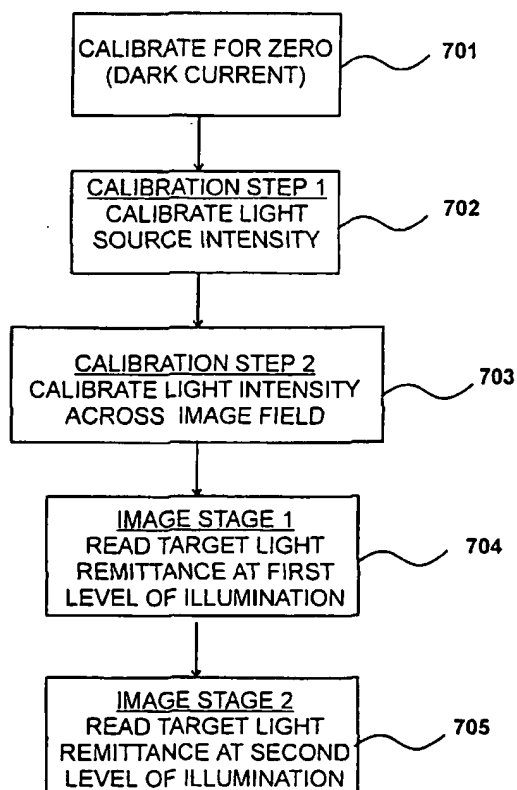 CALIBRATE FOR ZERO
(DARK CURRENT)
701
CALIBRATION STEP 1
CALIBRATE LIGHT
SOURCE INTENSITY
702
CALIBRATION STEP 2
CALIBRATE LIGHT INTENSITY
ACROSS IMAGE FIELD
703
IMAGE STAGE 1
READ TARGET LIGHT
REMITTANCE AT FIRST
LEVEL OF ILLUMINATION
704
IMAGE STAGE 2
READ TARGET LIGHT
REMITTANCE AT SECOND
LEVEL OF ILLUMINATION
705